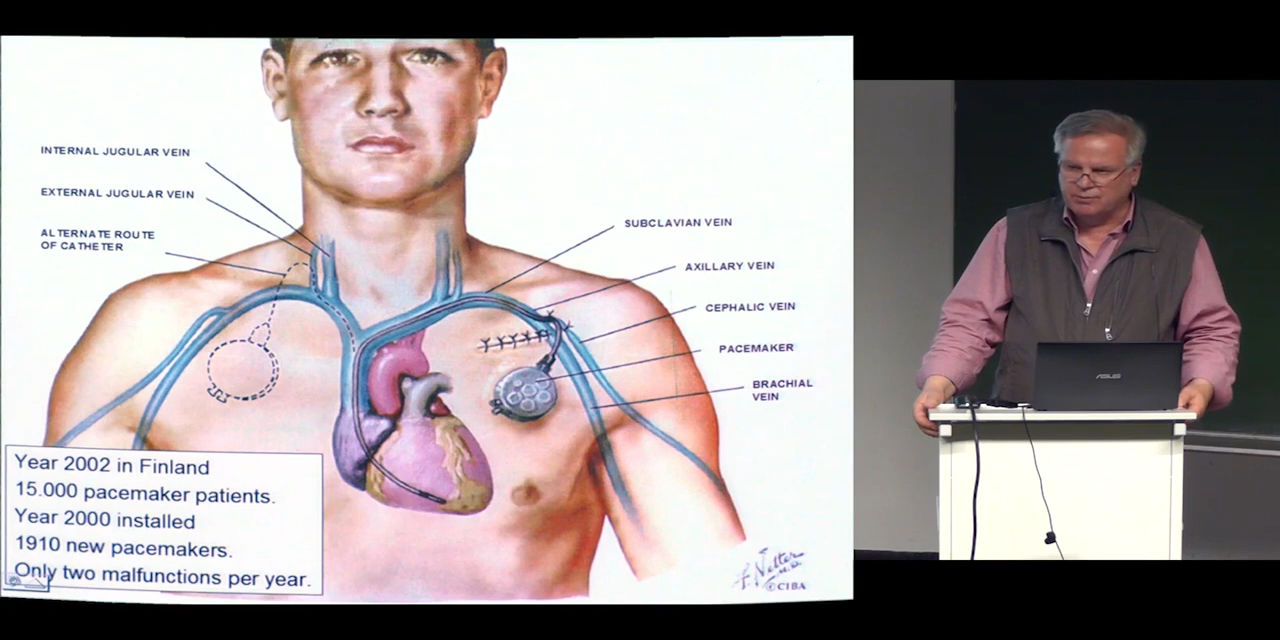 INTERNAL JUGULAR VEIN
EXTERNAL JUGULAR VEIN
ALTERNATE ROUTE
OF CATHETER
SUBCLAVIAN VEIN
AXILLARY VEIN
CEPHALIC VEIN
PACEMAKER
BRACHIAL
VEIN
Year 2002 in Finland
15.000 pacemaker patients.
Year 2000 installed
1910 new pacemakers.
Only two malfunctions per year.
F. Netter
M.D.
©CIBA
ASUS